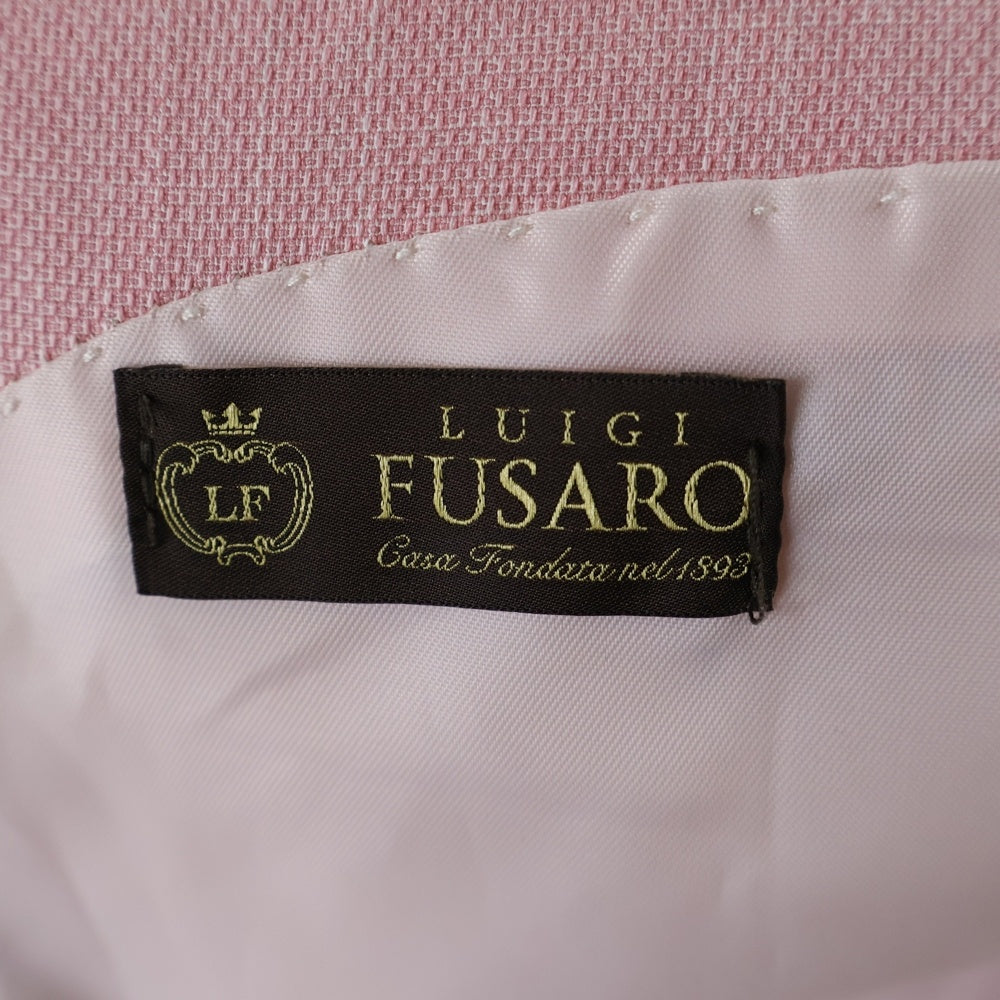 LF
LUIGI
FUSARO
Casa Fondata nel 1893